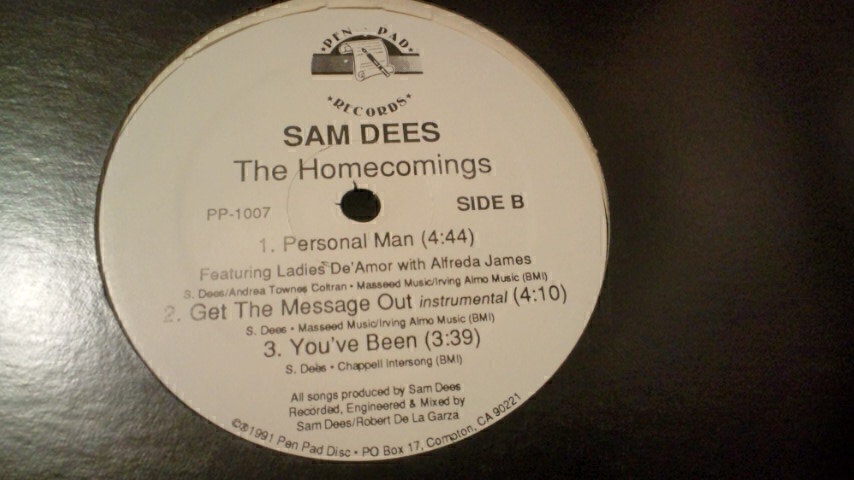 ★PEN PAD★
★RECORDS★
SAM DEES
The Homecomings
PP-1007
SIDE B
1. Personal Man (4:44)
Featuring Ladies De'Amor with Alfreda James
S. Dees/Andrea Townes Coltran • Masseed Music/Irving Almo Music (BMI)
2. Get The Message Out instrumental (4:10)
S. Dees • Masseed Music/Irving Almo Music (BMI)
3. You've Been (3:39)
S. Dees • Chappell Intersong (BMI)
All songs produced by Sam Dees
Recorded, Engineered & Mixed by
Sam Dees/Robert De La Garza
©℗1991 Pen Pad Disc • PO Box 17, Compton, CA 90221